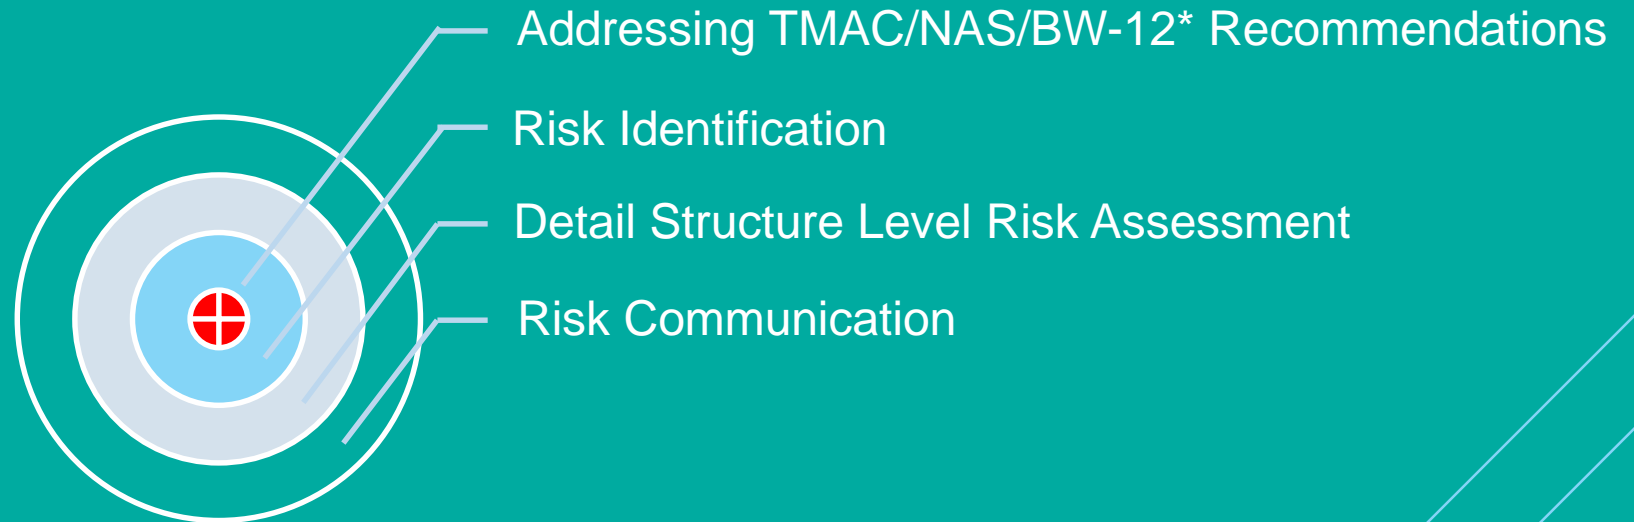 Addressing TMAC/NAS/BW-12* Recommendations
Risk Identification
Detail Structure Level Risk Assessment
Risk Communication